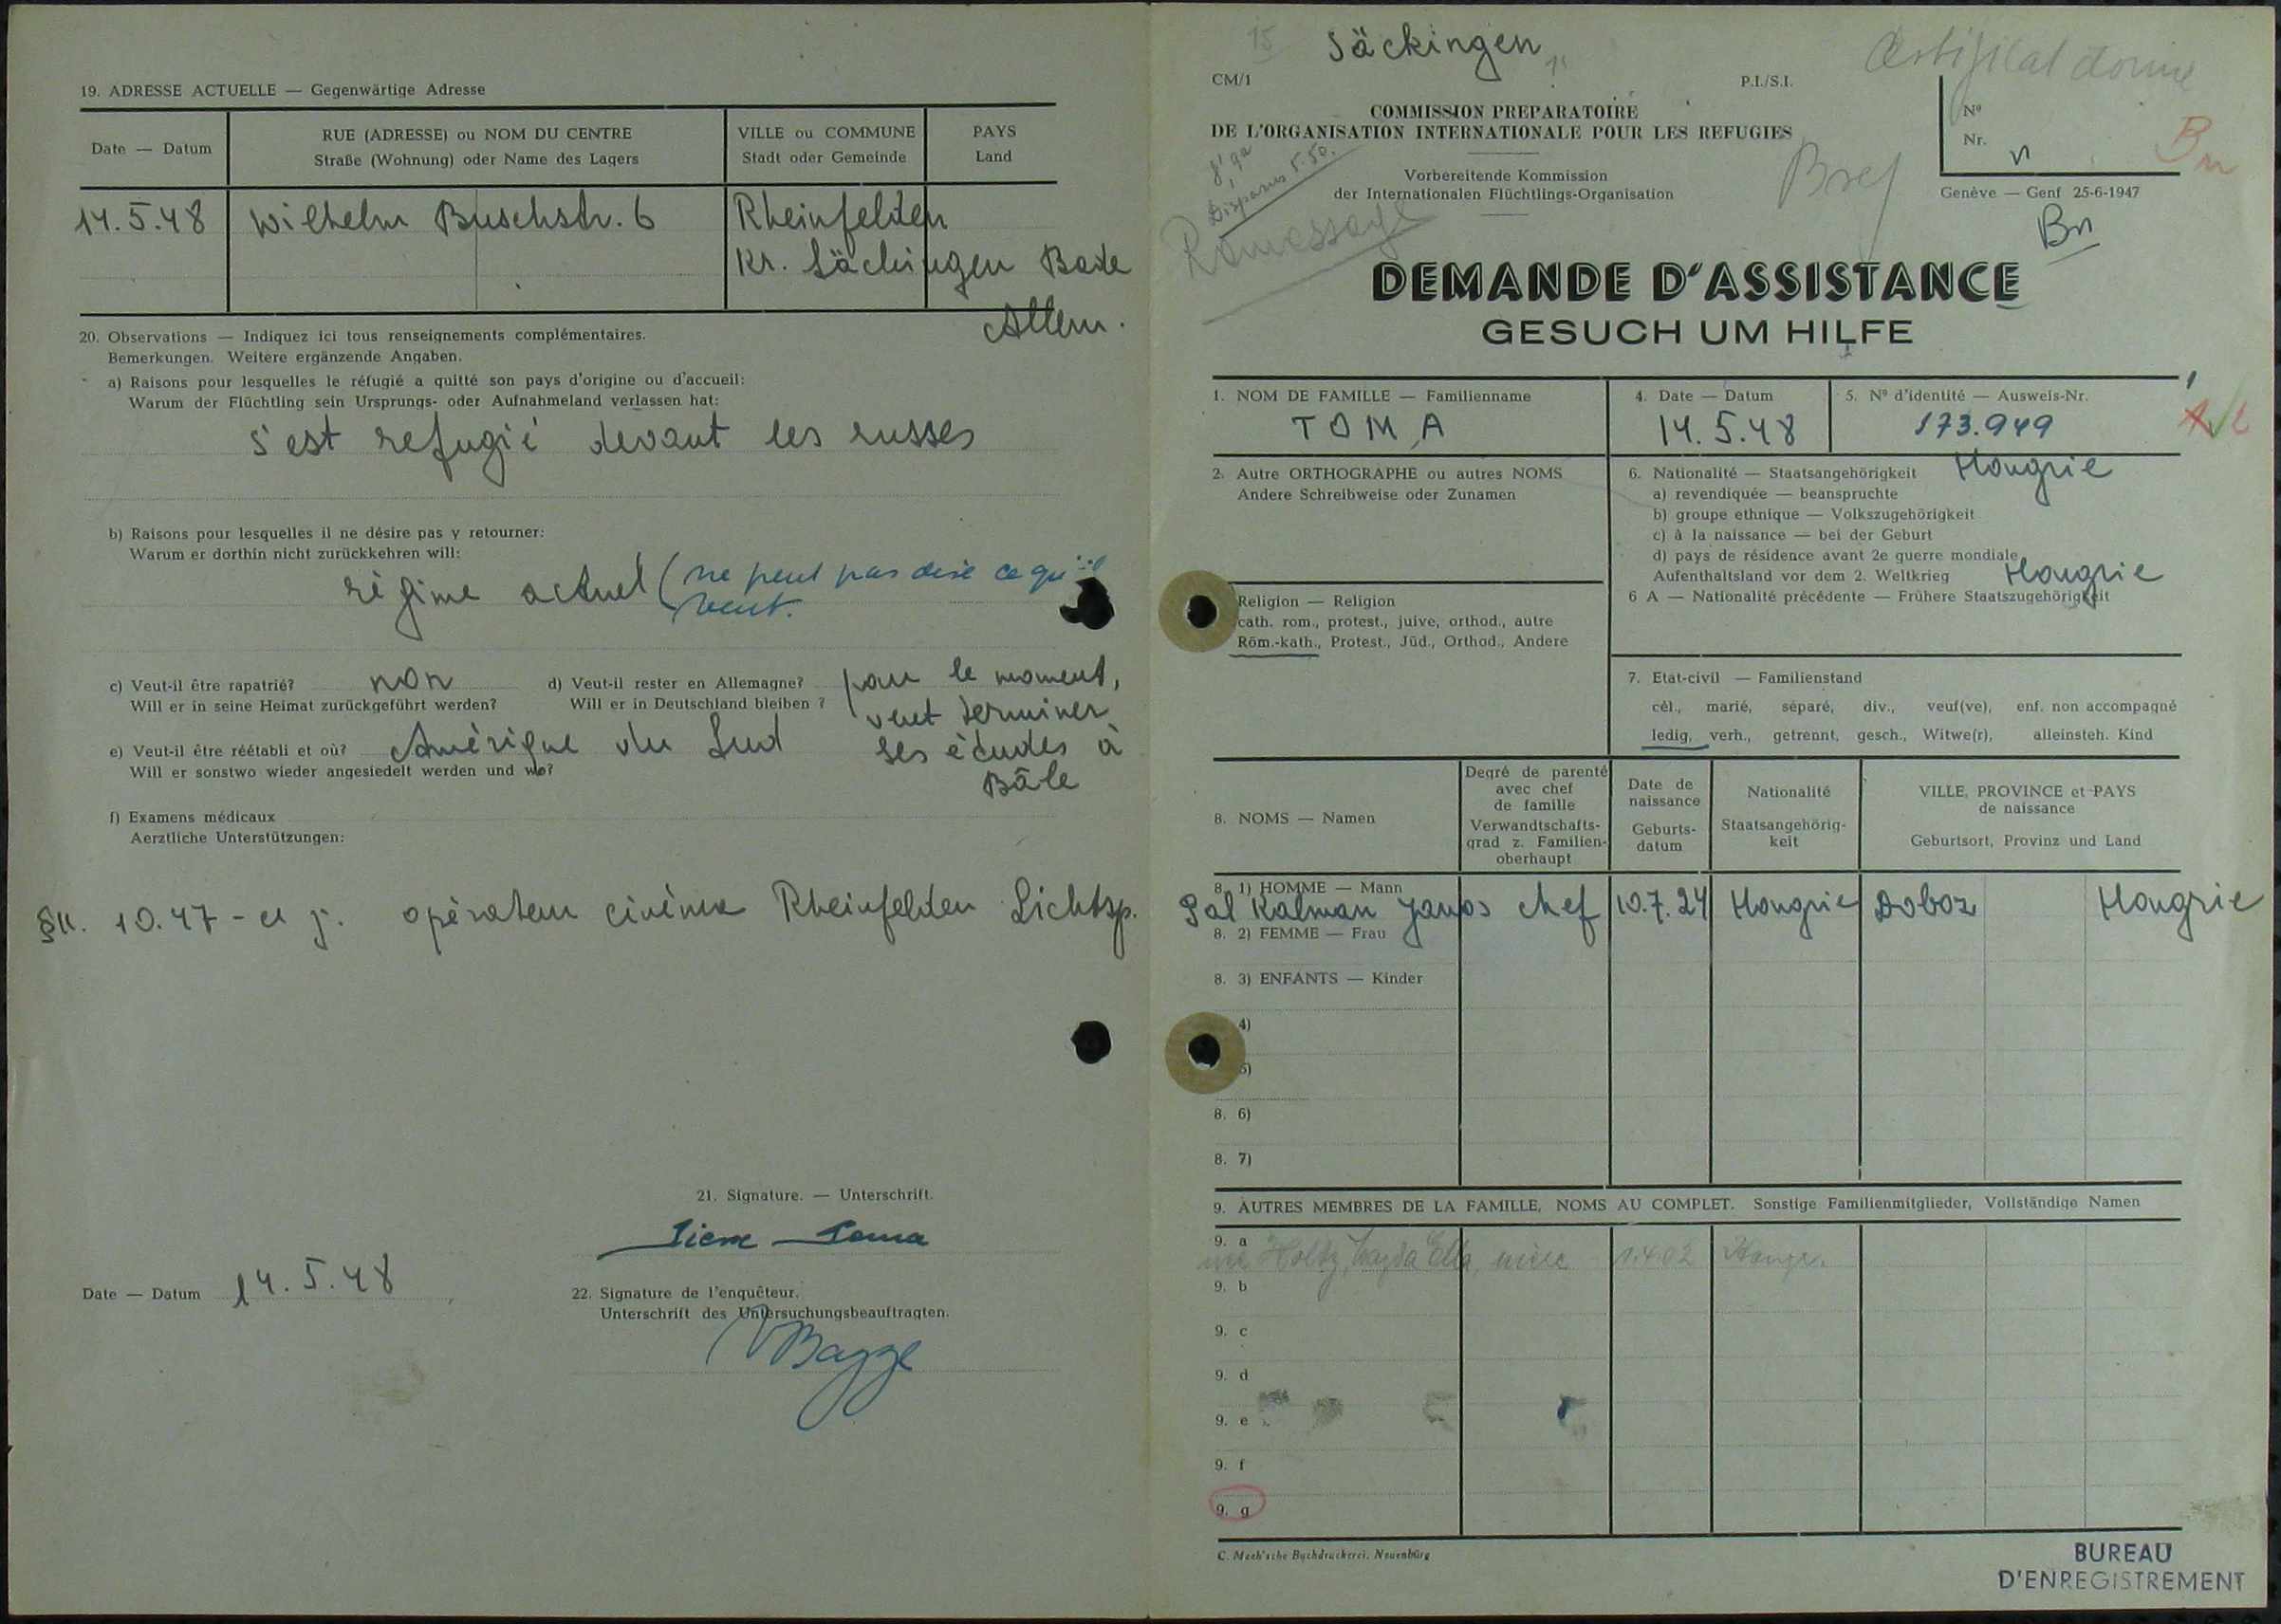 19. ADRESSE ACTUELLE — Gegenwärtige Adresse
Date — Datum
RUE (ADRESSE) ou NOM DU CENTRE
Straße (Wohnung) oder Name des Lagers
VILLE ou COMMUNE
Stadt oder Gemeinde
PAYS
Land
14.5.48 Wilhelm Buschstr. 6 Rheinfelden
Kr. Säckingen Bade
Allem.
20. Observations — Indiquez ici tous renseignements complémentaires.
Bemerkungen. Weitere ergänzende Angaben.
a) Raisons pour lesquelles le réfugié a quitté son pays d'origine ou d'accueil:
Warum der Flüchtling sein Ursprungs- oder Aufnahmeland verlassen hat:
s'est refugié devant les russes
b) Raisons pour lesquelles il ne désire pas y retourner:
Warum er dorthin nicht zurückkehren will:
régime actuel (ne peut pas dire ce qu'il
veut.
c) Veut-il être rapatrié? non
Will er in seine Heimat zurückgeführt werden?
d) Veut-il rester en Allemagne? pour le moment,
Will er in Deutschland bleiben ? veut terminer
ses études à
Bâle
e) Veut-il être réétabli et où? Amérique du Sud
Will er sonstwo wieder angesiedelt werden und wo?
f) Examens médicaux
Aerztliche Unterstützungen:
§11. 10.47 - a j. opérateur cinéma Rheinfelden Lichtsp.
21. Signature. — Unterschrift.
Toma
Date — Datum 14.5.48
22. Signature de l'enquêteur.
Unterschrift des Untersuchungsbeauftragten.
15 Säckingen
CM/1
P.I./S.I.
Certificat donné
COMMISSION PREPARATOIRE
DE L'ORGANISATION INTERNATIONALE POUR LES REFUGIES
Nº
Nr.
Bn
Vorbereitende Kommission
der Internationalen Flüchtlings-Organisation
5.50.
Genève — Genf 25-6-1947
Bn
DEMANDE D'ASSISTANCE
GESUCH UM HILFE
1. NOM DE FAMILLE — Familienname
TOMA
4. Date — Datum
14.5.48
5. Nº d'identité — Ausweis-Nr.
173.949
2. Autre ORTHOGRAPHE ou autres NOMS
Andere Schreibweise oder Zunamen
6. Nationalité — Staatsangehörigkeit Hongrie
a) revendiquée — beanspruchte
b) groupe ethnique — Volkszugehörigkeit
c) à la naissance — bei der Geburt
d) pays de résidence avant 2e guerre mondiale
Aufenthaltsland vor dem 2. Weltkrieg Hongrie
6 A — Nationalité précédente — Frühere Staatszugehörigkeit
Religion — Religion
cath. rom., protest., juive, orthod., autre
Röm.-kath., Protest., Jüd., Orthod., Andere
7. Etat-civil — Familienstand
cél., marié, séparé, div., veuf(ve), enf. non accompagné
ledig, verh., getrennt, gesch., Witwe(r), alleinsteh. Kind
8. NOMS — Namen
Degré de parenté
avec chef
de famille
Verwandtschafts-
grad z. Familien-
oberhaupt
Date de
naissance
Geburts-
datum
Nationalité
Staatsangehörig-
keit
VILLE, PROVINCE et PAYS
de naissance
Geburtsort, Provinz und Land
8. 1) HOMME — Mann
Pal Kalman Janos chef 10.7.24 Hongrie Doboz Hongrie
8. 2) FEMME — Frau
8. 3) ENFANTS — Kinder
4)
5)
8. 6)
8. 7)
9. AUTRES MEMBRES DE LA FAMILLE, NOMS AU COMPLET. Sonstige Familienmitglieder, Vollständige Namen
9. a
Ella, mère 1.4.02 Hongr.
9. b
9. c
9. d
9. e
9. f
9. g
C. Meeh'sche Buchdruckerei, Neuenbürg
BUREAU
D'ENREGISTREMENT